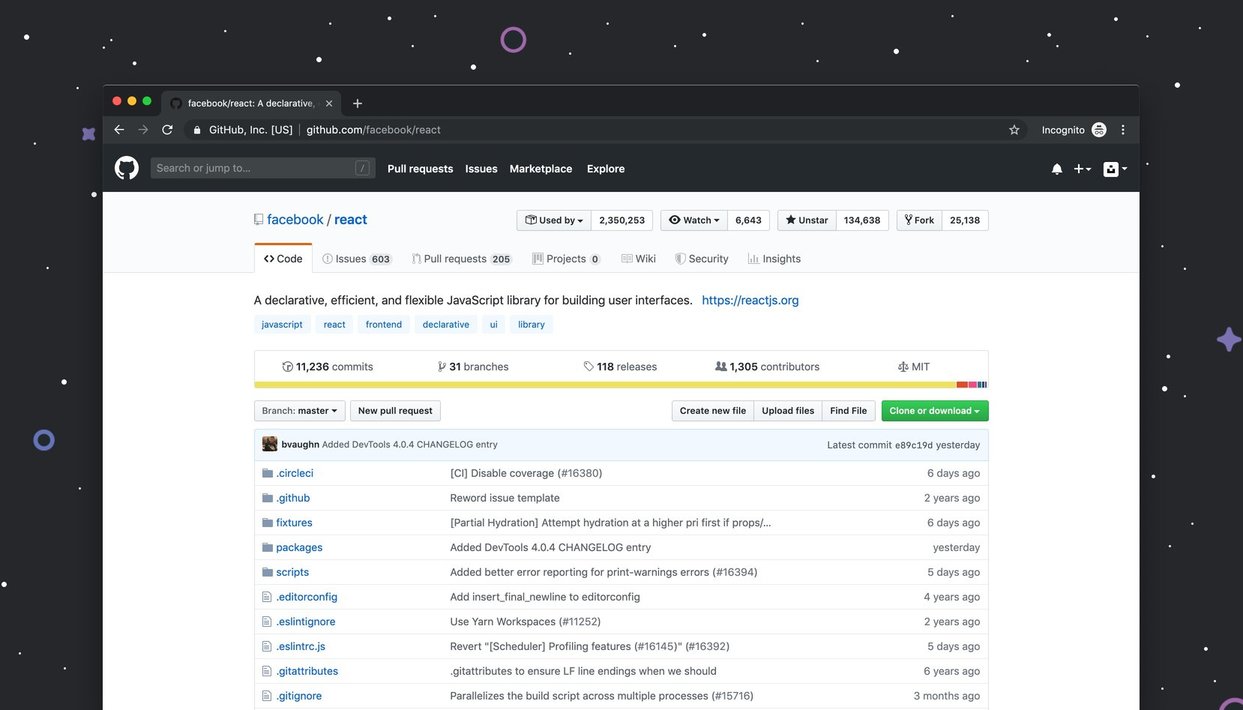 facebook/react: A declarative,
GitHub, Inc. [US] github.com/facebook/react Incognito
Search or jump to... / Pull requests Issues Marketplace Explore
facebook / react Used by 2,350,253 Watch 6,643 Unstar 134,638 Fork 25,138
Code Issues 603 Pull requests 205 Projects 0 Wiki Security Insights
A declarative, efficient, and flexible JavaScript library for building user interfaces. https://reactjs.org
javascript react frontend declarative ui library
11,236 commits 31 branches 118 releases 1,305 contributors MIT
Branch: master New pull request Create new file Upload files Find File Clone or download
bvaughn Added DevTools 4.0.4 CHANGELOG entry Latest commit e89c19d yesterday
.circleci [CI] Disable coverage (#16380) 6 days ago
.github Reword issue template 2 years ago
fixtures [Partial Hydration] Attempt hydration at a higher pri first if props/... 6 days ago
packages Added DevTools 4.0.4 CHANGELOG entry yesterday
scripts Added better error reporting for print-warnings errors (#16394) 5 days ago
.editorconfig Add insert_final_newline to editorconfig 4 years ago
.eslintignore Use Yarn Workspaces (#11252) 2 years ago
.eslintrc.js Revert "[Scheduler] Profiling features (#16145)" (#16392) 5 days ago
.gitattributes .gitattributes to ensure LF line endings when we should 6 years ago
.gitignore Parallelizes the build script across multiple processes (#15716) 3 months ago